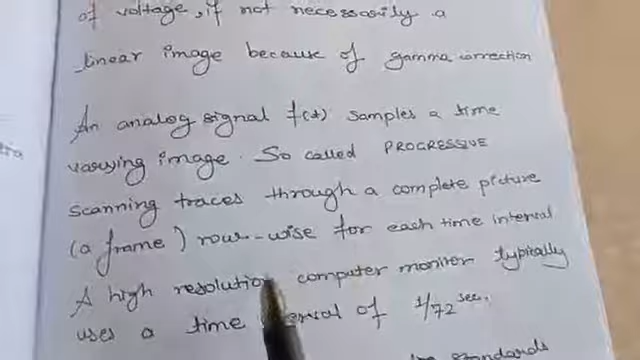 of voltage, if not necessarily a
linear image because of gamma correction
An analog signal f(t) samples a time
varying image. So called PROGRESSIVE
scanning traces through a complete picture
(a frame) row-wise for each time interval
A high resolution computer moniter typically
uses a time of 1/72 sec.
standards